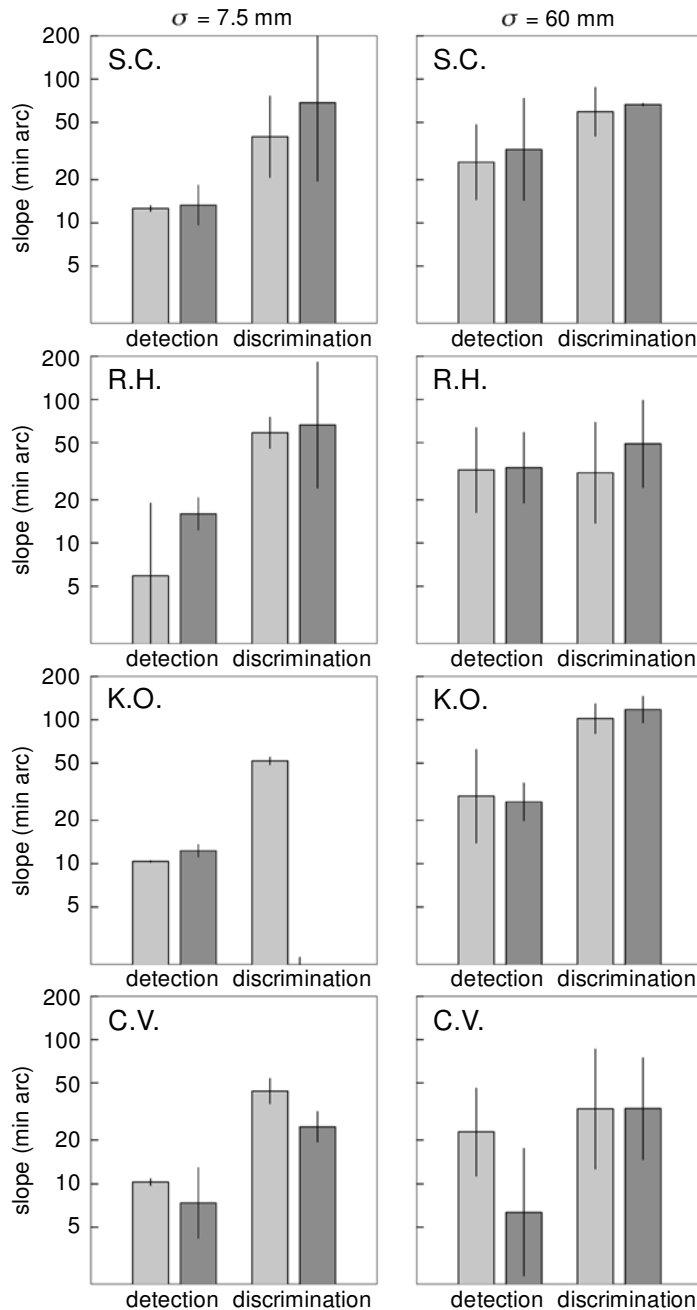 σ = 7.5 mm
σ = 60 mm
S.C.
S.C.
slope (min arc)
200
100
50
20
10
5
detection discrimination
detection discrimination
R.H.
R.H.
slope (min arc)
200
100
50
20
10
5
detection discrimination
detection discrimination
K.O.
K.O.
slope (min arc)
200
100
50
20
10
5
detection discrimination
detection discrimination
C.V.
C.V.
slope (min arc)
200
100
50
20
10
5
detection discrimination
detection discrimination